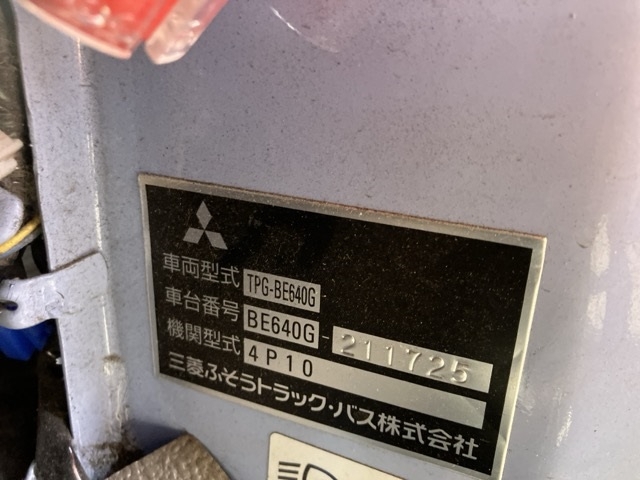 車両型式 TPG-BE640G
車台番号 BE640G-211725
機関型式 4P10
三菱ふそうトラック・バス株式会社